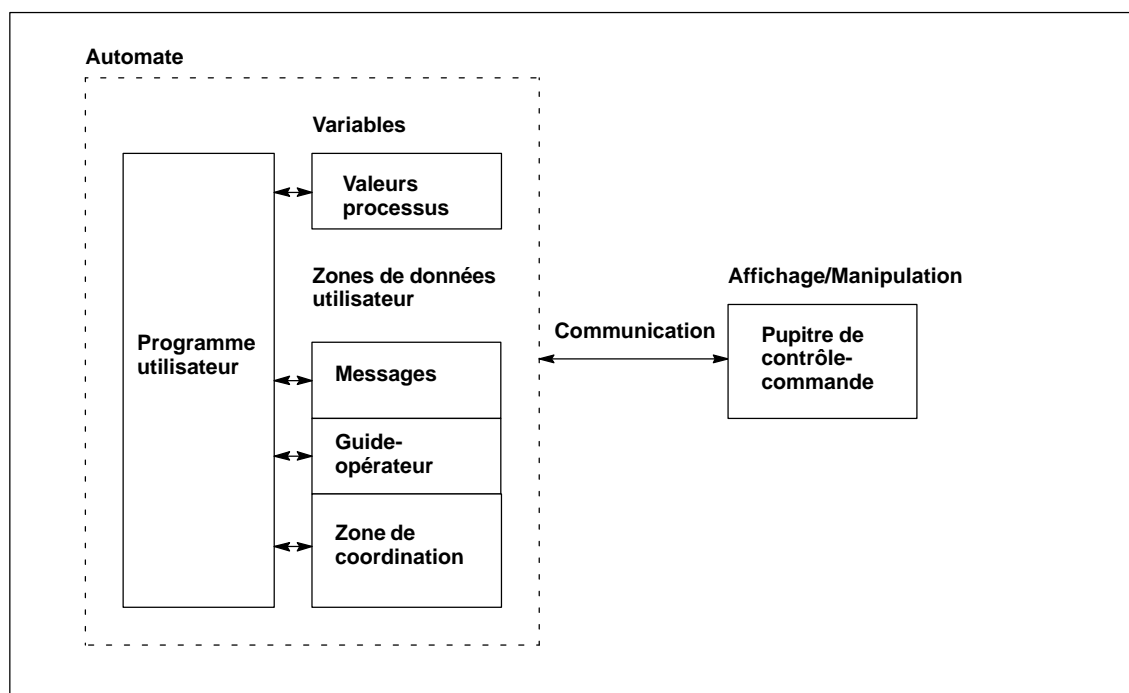 Automate
Variables
Valeurs
processus
Zones de données
utilisateur
Programme
utilisateur
Messages
Guide-
opérateur
Zone de
coordination
Communication
Affichage/Manipulation
Pupitre de
contrôle-
commande